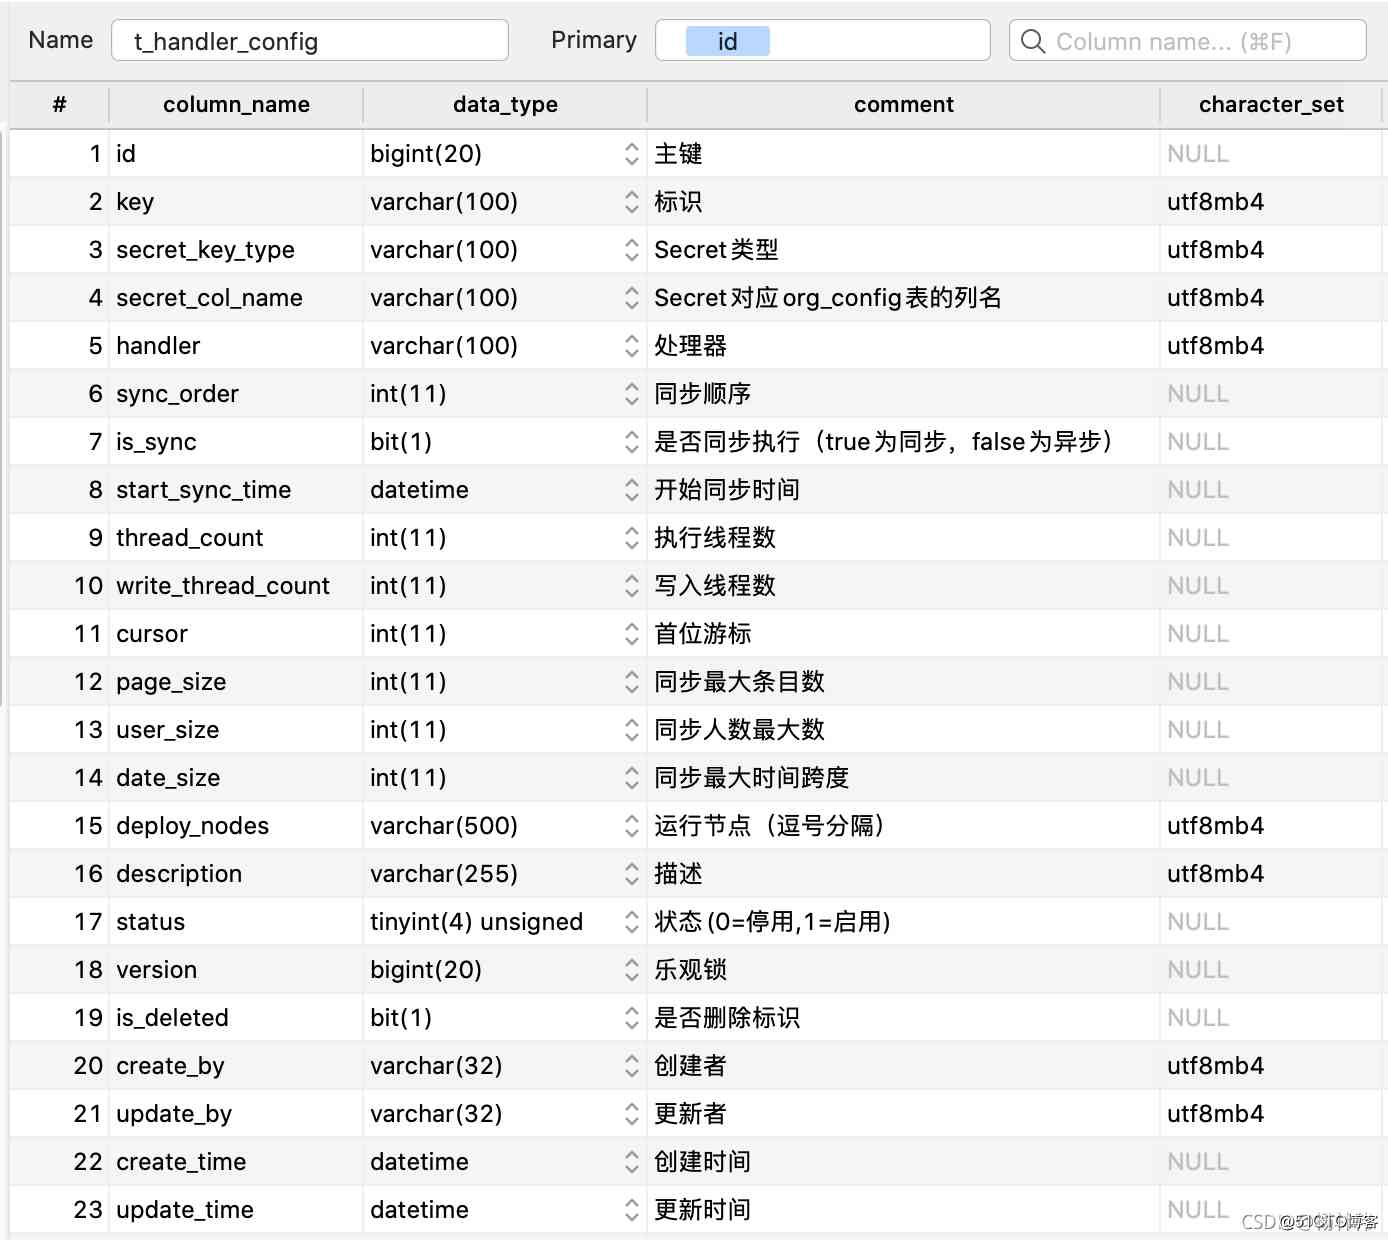 Name t_handler_config Primary id Column name... (⌘F)
# column_name data_type comment character_set
1 id bigint(20) 主键 NULL
2 key varchar(100) 标识 utf8mb4
3 secret_key_type varchar(100) Secret类型 utf8mb4
4 secret_col_name varchar(100) Secret对应org_config表的列名 utf8mb4
5 handler varchar(100) 处理器 utf8mb4
6 sync_order int(11) 同步顺序 NULL
7 is_sync bit(1) 是否同步执行（true为同步，false为异步） NULL
8 start_sync_time datetime 开始同步时间 NULL
9 thread_count int(11) 执行线程数 NULL
10 write_thread_count int(11) 写入线程数 NULL
11 cursor int(11) 首位游标 NULL
12 page_size int(11) 同步最大条目数 NULL
13 user_size int(11) 同步人数最大数 NULL
14 date_size int(11) 同步最大时间跨度 NULL
15 deploy_nodes varchar(500) 运行节点（逗号分隔） utf8mb4
16 description varchar(255) 描述 utf8mb4
17 status tinyint(4) unsigned 状态(0=停用,1=启用) NULL
18 version bigint(20) 乐观锁 NULL
19 is_deleted bit(1) 是否删除标识 NULL
20 create_by varchar(32) 创建者 utf8mb4
21 update_by varchar(32) 更新者 utf8mb4
22 create_time datetime 创建时间 NULL
23 update_time datetime 更新时间 NULL
@51CTO博客